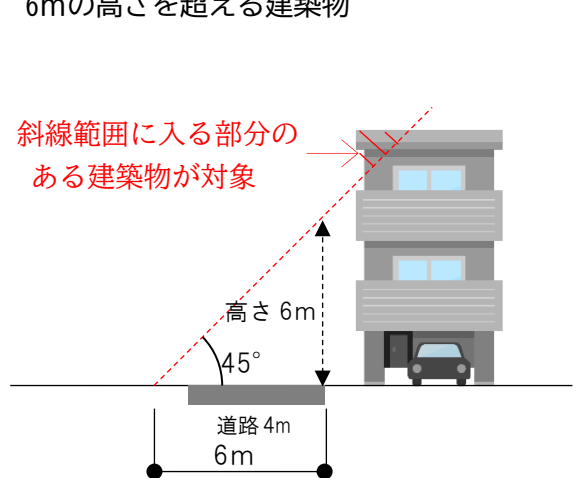 6mの高さを超える建築物
斜線範囲に入る部分の
ある建築物が対象
高さ 6m
45°
道路 4m
6m